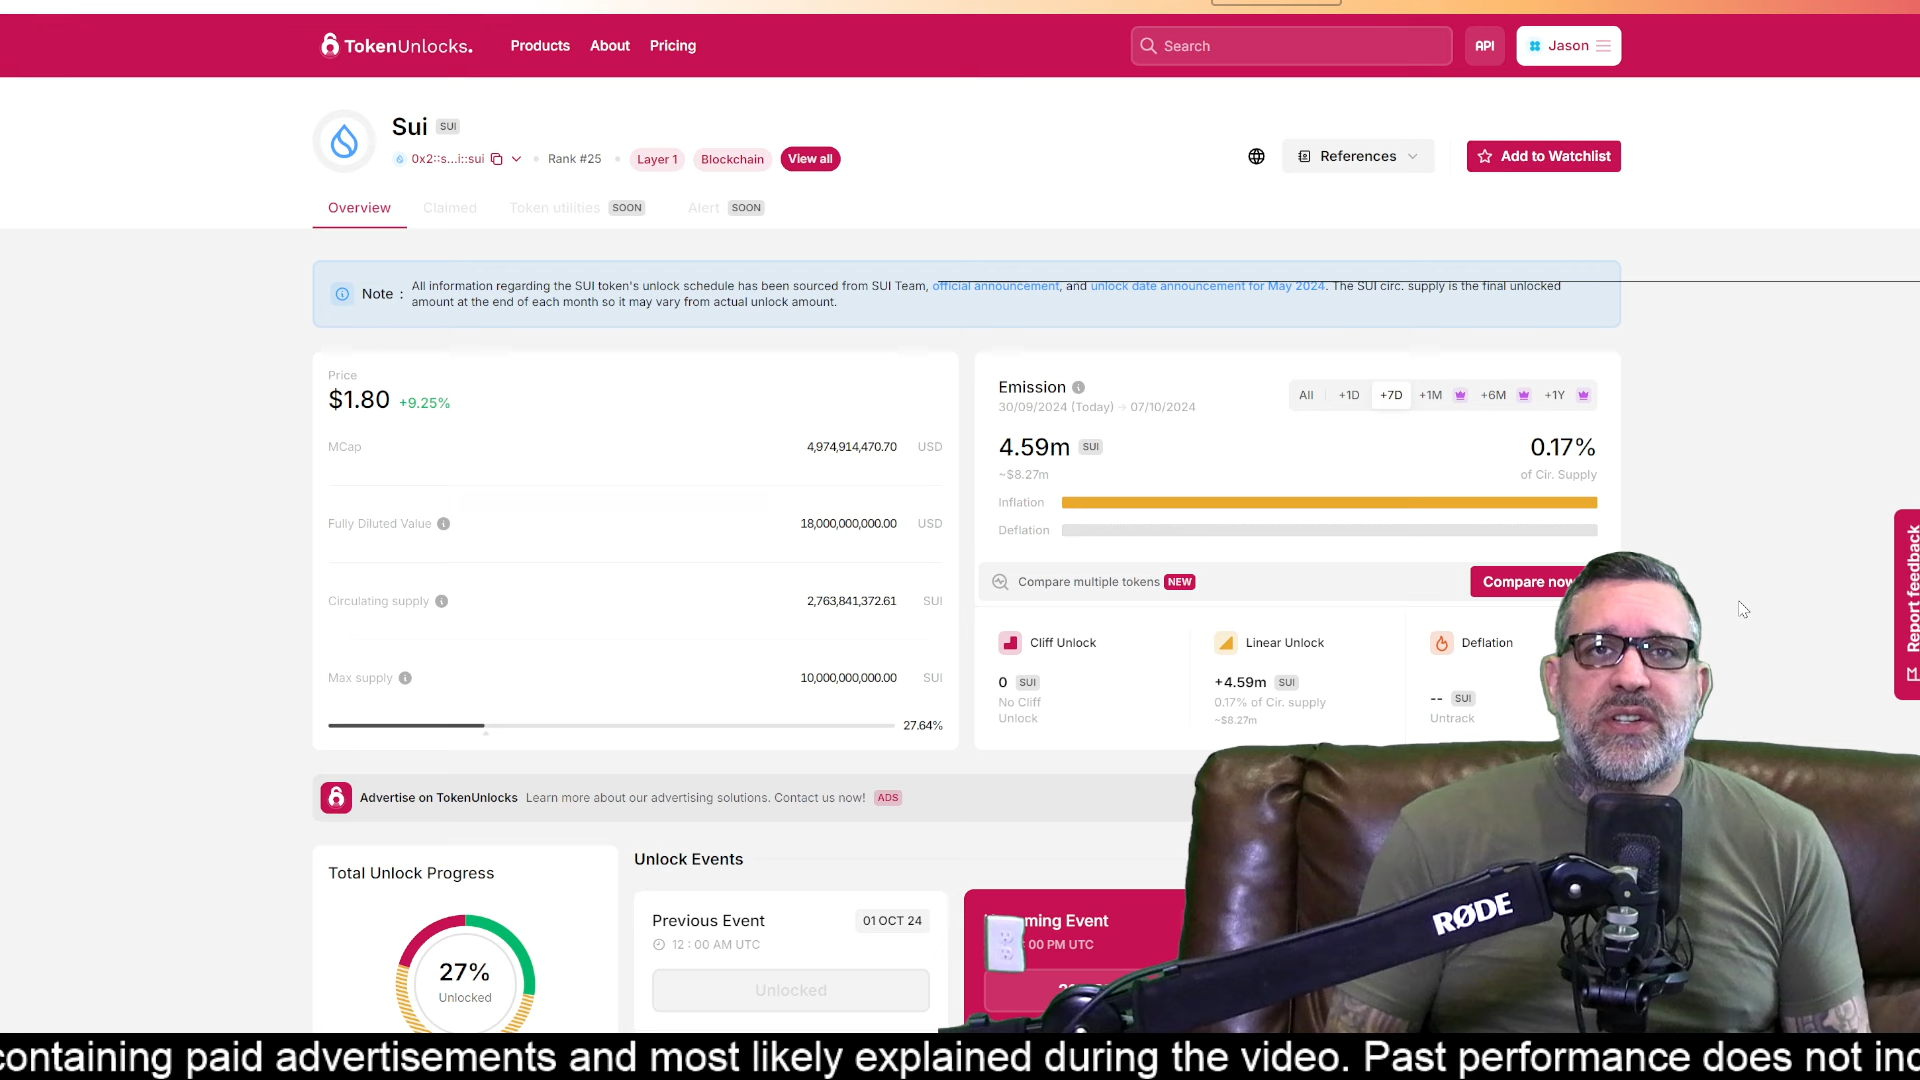 TokenUnlocks.
Products
About
Pricing
Search
API
Jason
Sui SUI
0x2::s...i::sui
Rank #25
Layer 1
Blockchain
View all
References
Add to Watchlist
Overview
Claimed
Token utilities SOON
Alert SOON
Note :
All information regarding the SUI token's unlock schedule has been sourced from SUI Team, official announcement, and unlock date announcement for May 2024. The SUI circ. supply is the final unlocked
amount at the end of each month so it may vary from actual unlock amount.
Price
$1.80 +9.25%
MCap 4,974,914,470.70 USD
Fully Diluted Value 18,000,000,000.00 USD
Circulating supply 2,763,841,372.61 SUI
Max supply 10,000,000,000.00 SUI
27.64%
Emission
30/09/2024 (Today) → 07/10/2024
All +1D +7D +1M +6M +1Y
4.59m SUI 0.17%
~$8.27m of Cir. Supply
Inflation
Deflation
Compare multiple tokens NEW
Compare now
Cliff Unlock
0 SUI
No Cliff
Unlock
Linear Unlock
+4.59m SUI
0.17% of Cir. supply
~$8.27m
Deflation
-- SUI
Untrack
Report feedback
Advertise on TokenUnlocks Learn more about our advertising solutions. Contact us now! ADS
Total Unlock Progress
27%
Unlocked
Unlock Events
Previous Event 01 OCT 24
12 : 00 AM UTC
Unlocked
ming Event
00 PM UTC
RØDE
containing paid advertisements and most likely explained during the video. Past performance does not inc